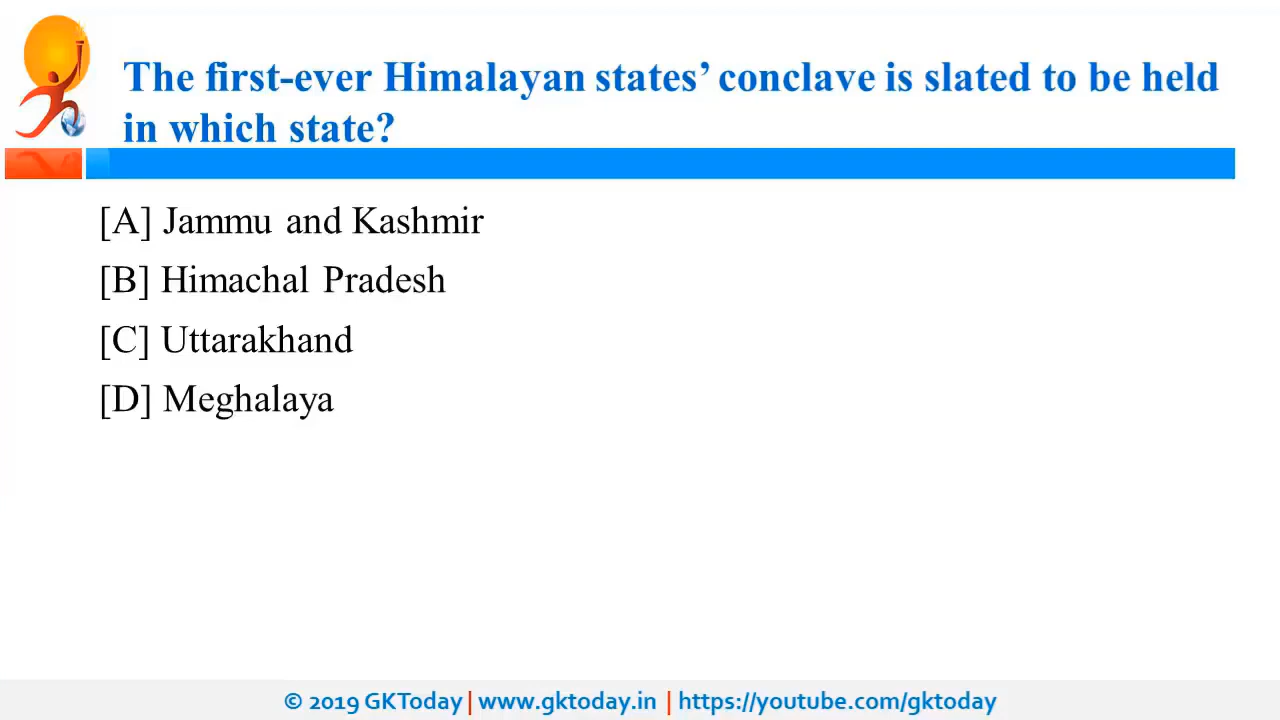 The first-ever Himalayan states’ conclave is slated to be held
in which state?
[A] Jammu and Kashmir
[B] Himachal Pradesh
[C] Uttarakhand
[D] Meghalaya
© 2019 GKToday | www.gktoday.in | https://youtube.com/gktoday